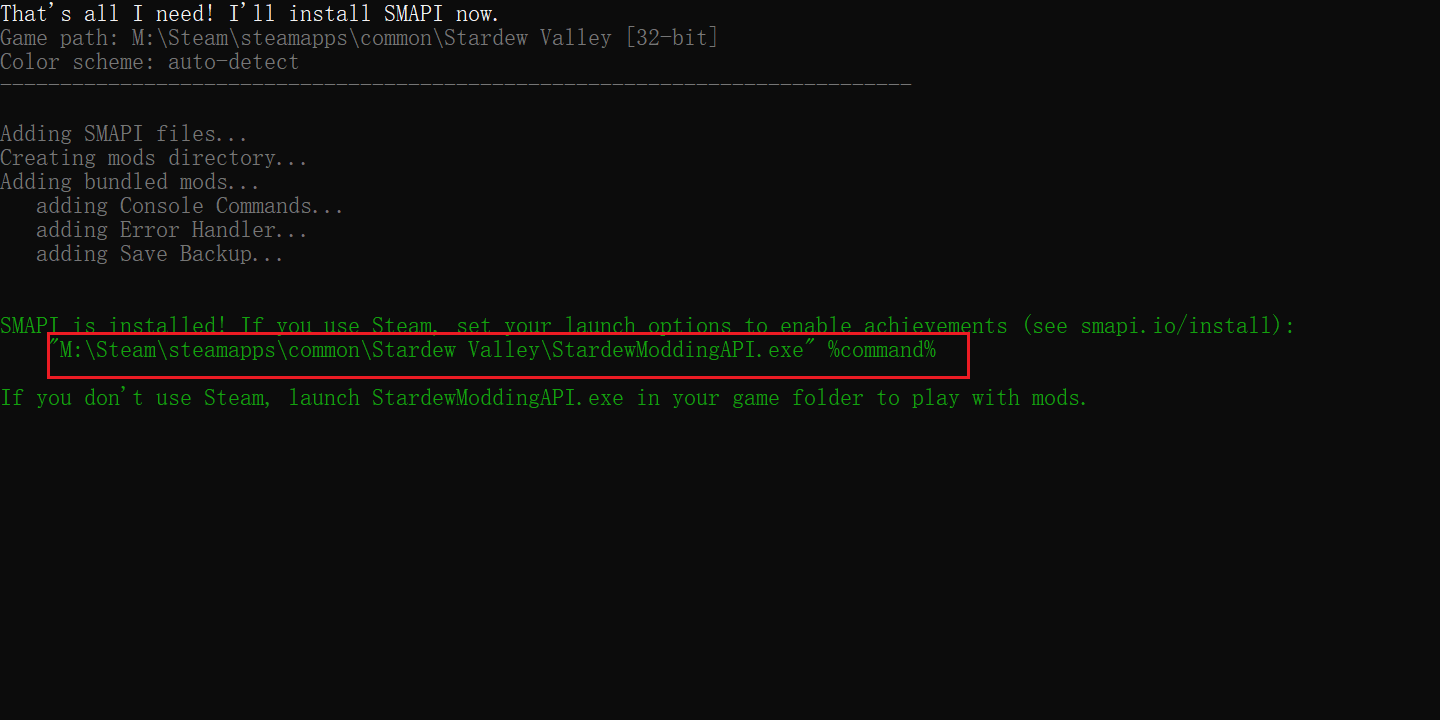 That's all I need! I'll install SMAPI now.
Game path: M:\Steam\steamapps\common\Stardew Valley [32-bit]
Color scheme: auto-detect
----------------------------------------------------------------------------
Adding SMAPI files...
Creating mods directory...
Adding bundled mods...
   adding Console Commands...
   adding Error Handler...
   adding Save Backup...
SMAPI is installed! If you use Steam, set your launch options to enable achievements (see smapi.io/install):
    "M:\Steam\steamapps\common\Stardew Valley\StardewModdingAPI.exe" %command%
If you don't use Steam, launch StardewModdingAPI.exe in your game folder to play with mods.